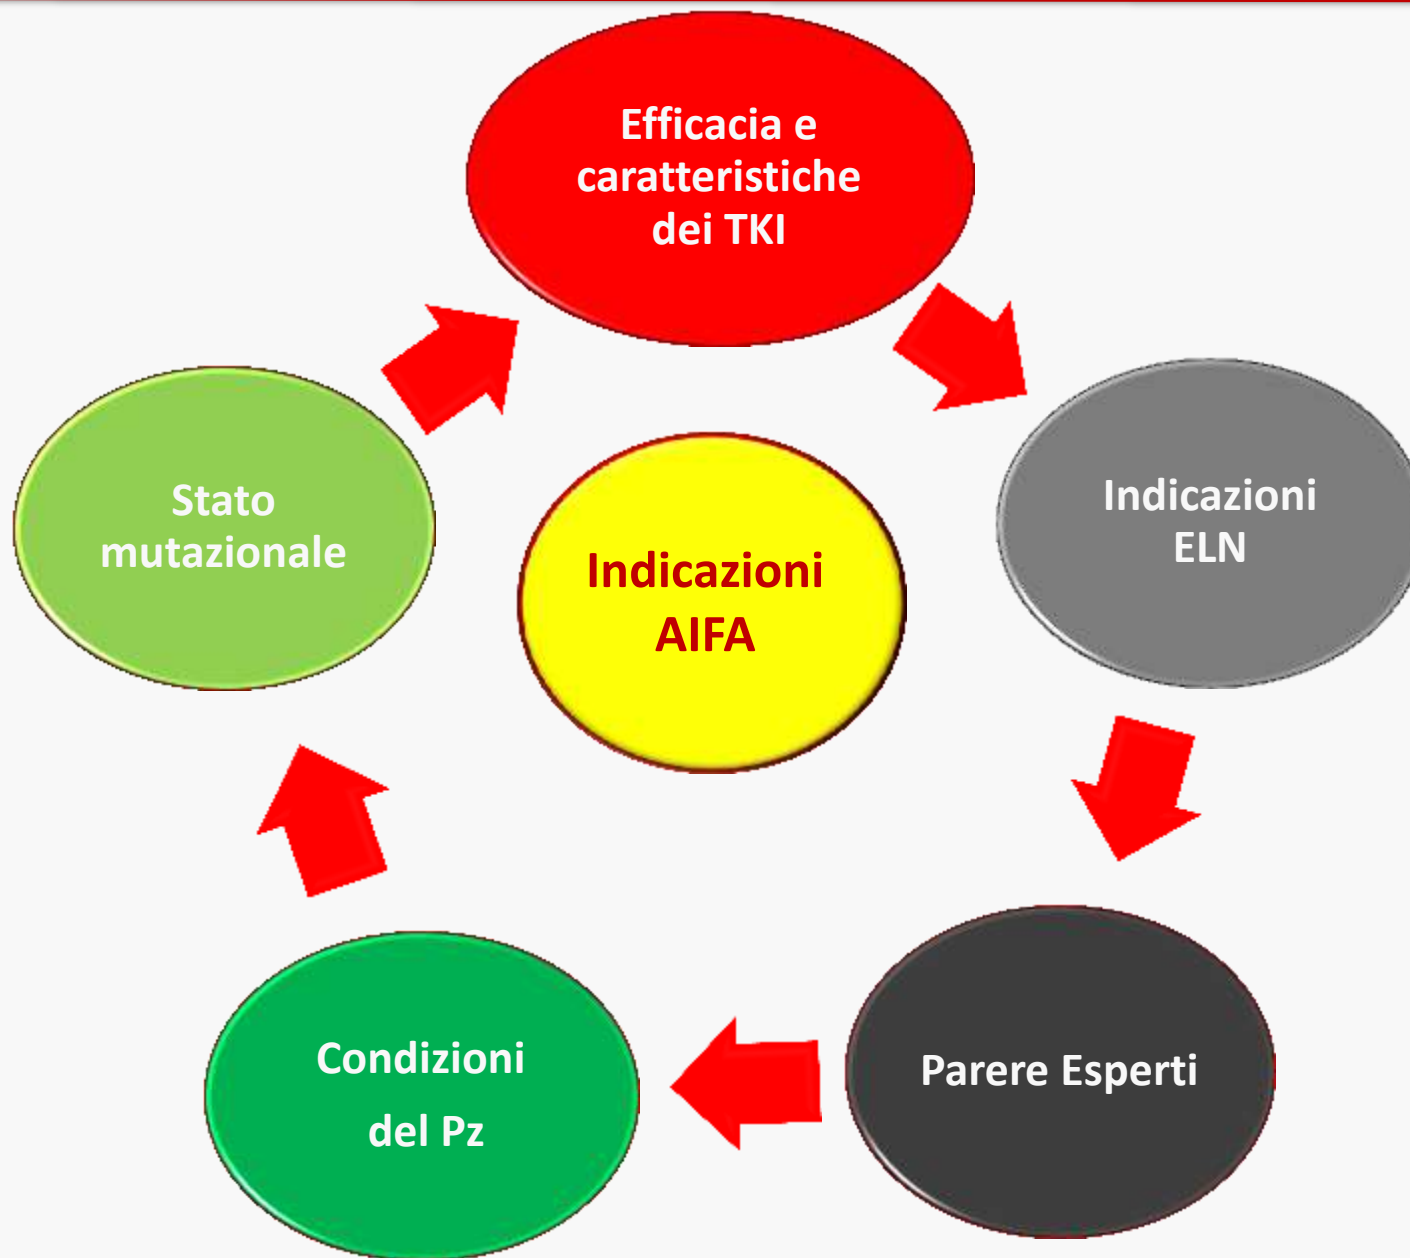 Efficacia e
caratteristiche
dei TKI
Stato
mutazionale
Indicazioni
AIFA
Indicazioni
ELN
Condizioni
del Pz
Parere Esperti